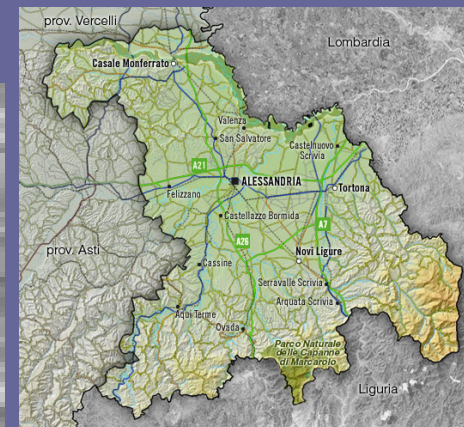 prov. Vercelli
Lombardia
Casale Monferrato
Valenza
San Salvatore
Castelnuovo
Scrivia
A21
ALESSANDRIA
Felizzano
Tortona
Castellazzo Bormida
A7
A26
prov. Asti
Novi Ligure
Cassine
Serravalle Scrivia
Arquata Scrivia
Aqui Terme
Ovada
Parco Naturale
delle Capanne
di Marcarolo
Liguria